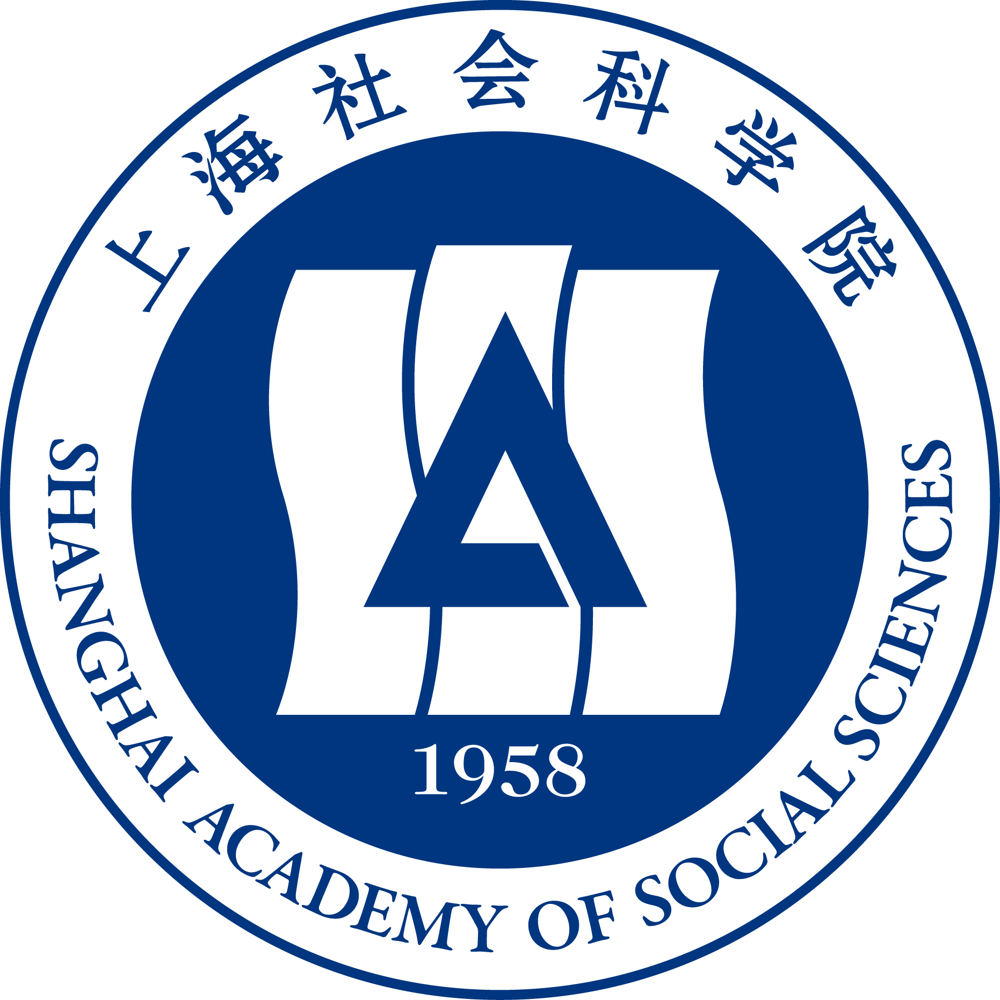 上海社会科学院
1958
SHANGHAI ACADEMY OF SOCIAL SCIENCES